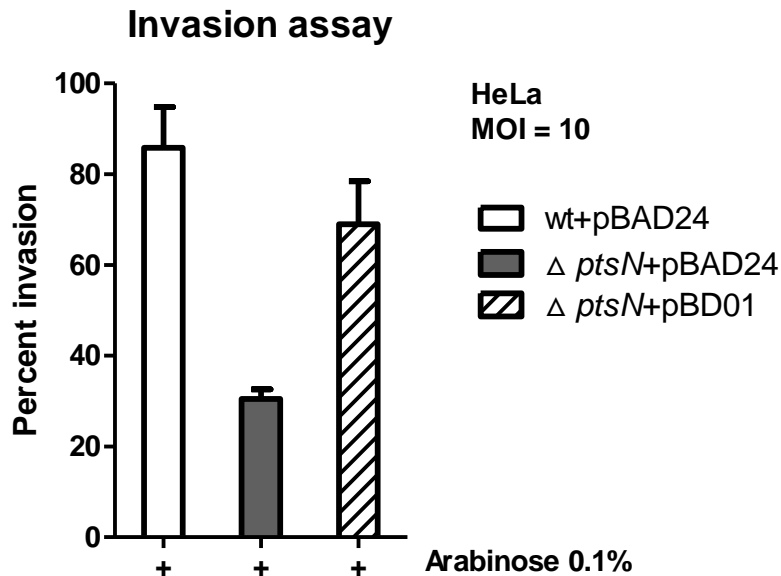 Invasion assay
HeLa
MOI = 10
Percent invasion
100
80
60
40
20
0
wt+pBAD24
△ ptsN+pBAD24
△ ptsN+pBD01
+ + + Arabinose 0.1%